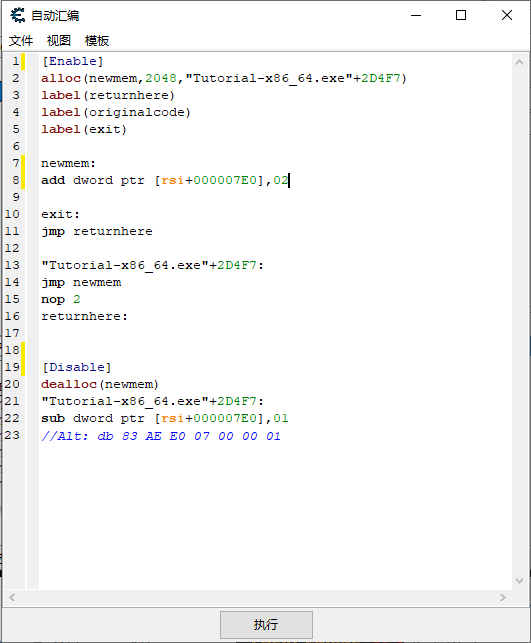 自动汇编
文件 视图 模板
1 [Enable]
2 alloc(newmem,2048,"Tutorial-x86_64.exe"+2D4F7)
3 label(returnhere)
4 label(originalcode)
5 label(exit)
6
7 newmem:
8 add dword ptr [rsi+000007E0],02
9
10 exit:
11 jmp returnhere
12
13 "Tutorial-x86_64.exe"+2D4F7:
14 jmp newmem
15 nop 2
16 returnhere:
17
18
19 [Disable]
20 dealloc(newmem)
21 "Tutorial-x86_64.exe"+2D4F7:
22 sub dword ptr [rsi+000007E0],01
23 //Alt: db 83 AE E0 07 00 00 01
执行